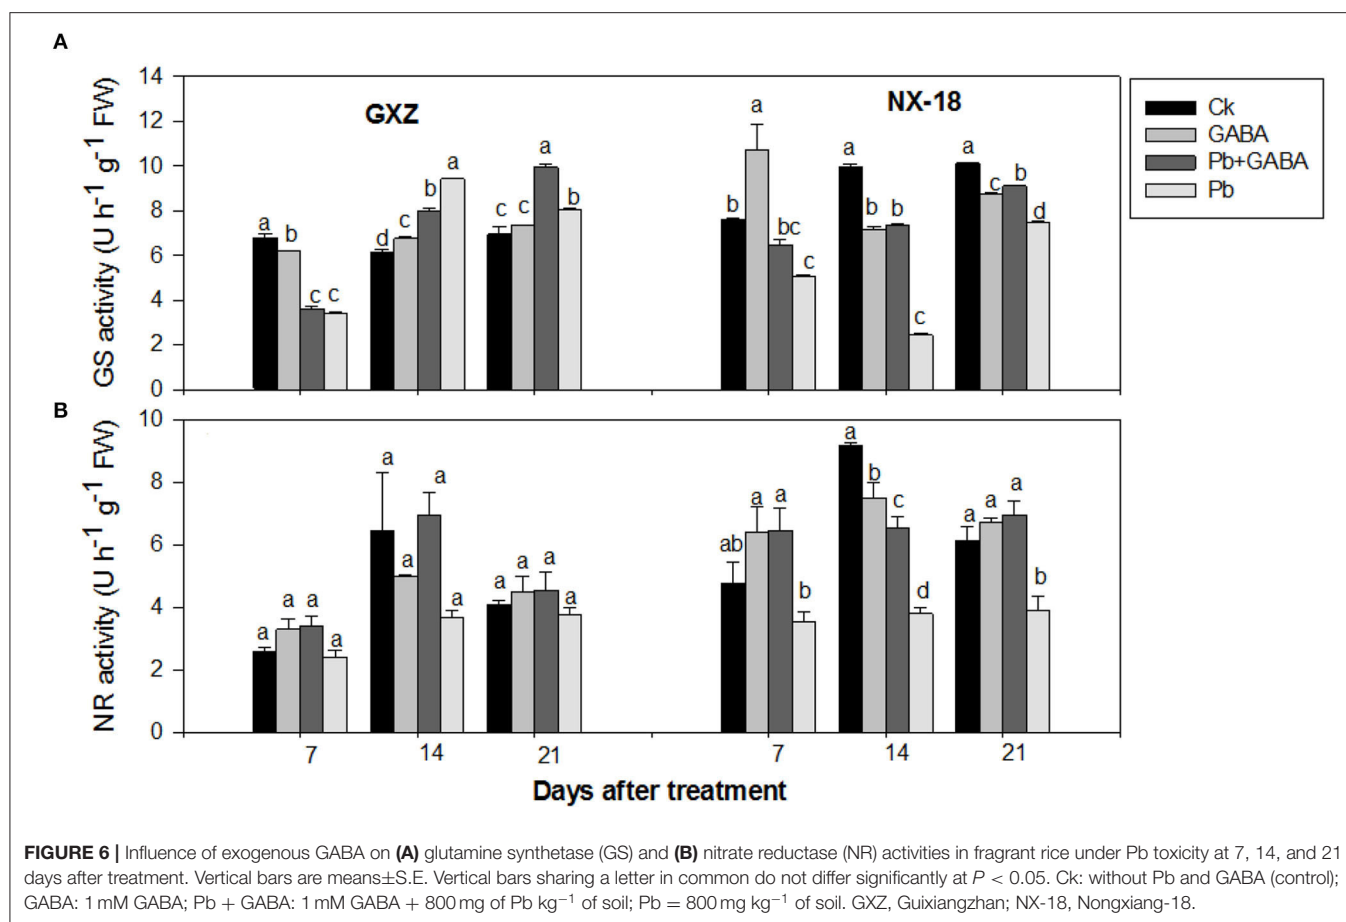 A
GS activity (U h⁻¹ g⁻¹ FW)
14
12
10
8
6
4
2
0
GXZ
NX-18
a b c c
d c b a
c c a b
b a bc c
a b b c
a c b d
Ck
GABA
Pb+GABA
Pb
B
NR activity (U h⁻¹ g⁻¹ FW)
10
8
6
4
2
0
a a a a
a a a a
a a a a
ab a a b
a b c d
a a a b
7 14 21 7 14 21
Days after treatment
FIGURE 6 | Influence of exogenous GABA on (A) glutamine synthetase (GS) and (B) nitrate reductase (NR) activities in fragrant rice under Pb toxicity at 7, 14, and 21
days after treatment. Vertical bars are means±S.E. Vertical bars sharing a letter in common do not differ significantly at P < 0.05. Ck: without Pb and GABA (control);
GABA: 1 mM GABA; Pb + GABA: 1 mM GABA + 800 mg of Pb kg⁻¹ of soil; Pb = 800 mg kg⁻¹ of soil. GXZ, Guixiangzhan; NX-18, Nongxiang-18.